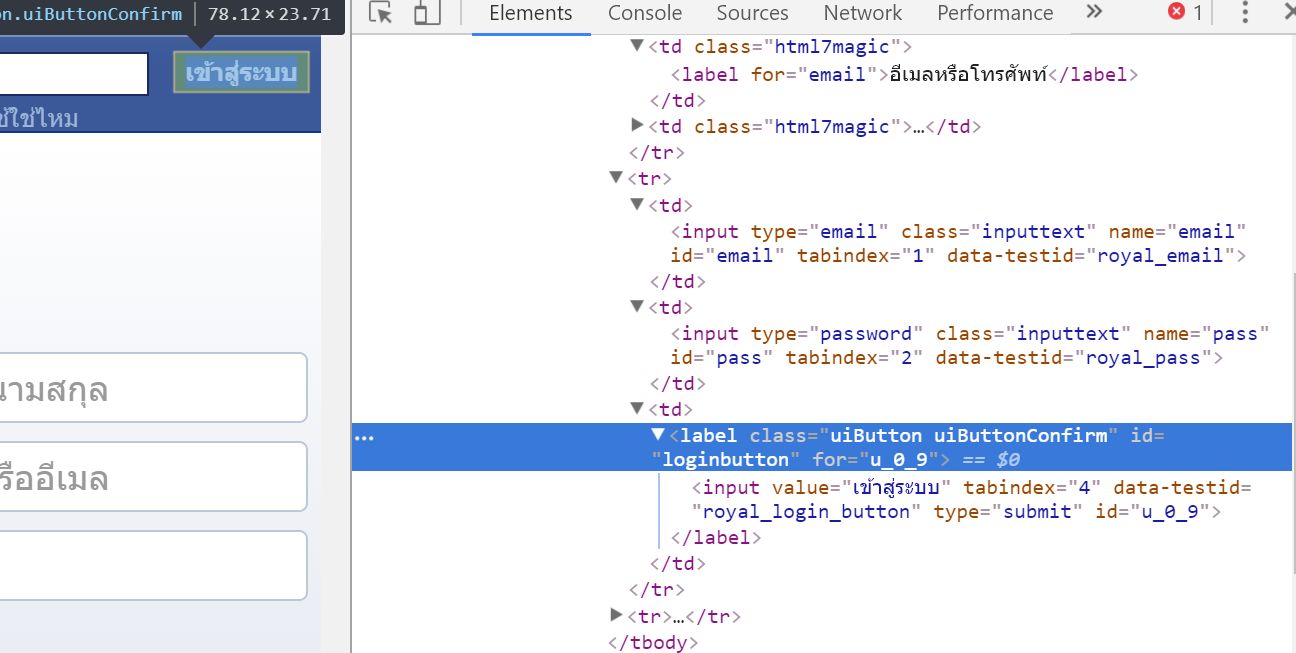 n.uiButtonConfirm 78.12×23.71
Elements Console Sources Network Performance » 1
เข้าสู่ระบบ
ใช่ไหม
นามสกุล
รืออีเมล
▼<td class="html7magic">
<label for="email">อีเมลหรือโทรศัพท์</label>
</td>
▶<td class="html7magic">…</td>
</tr>
▼<tr>
▼<td>
<input type="email" class="inputtext" name="email"
id="email" tabindex="1" data-testid="royal_email">
</td>
▼<td>
<input type="password" class="inputtext" name="pass"
id="pass" tabindex="2" data-testid="royal_pass">
</td>
▼<td>
… ▼<label class="uiButton uiButtonConfirm" id=
"loginbutton" for="u_0_9"> == $0
<input value="เข้าสู่ระบบ" tabindex="4" data-testid=
"royal_login_button" type="submit" id="u_0_9">
</label>
</td>
</tr>
▶<tr>…</tr>
</tbody>